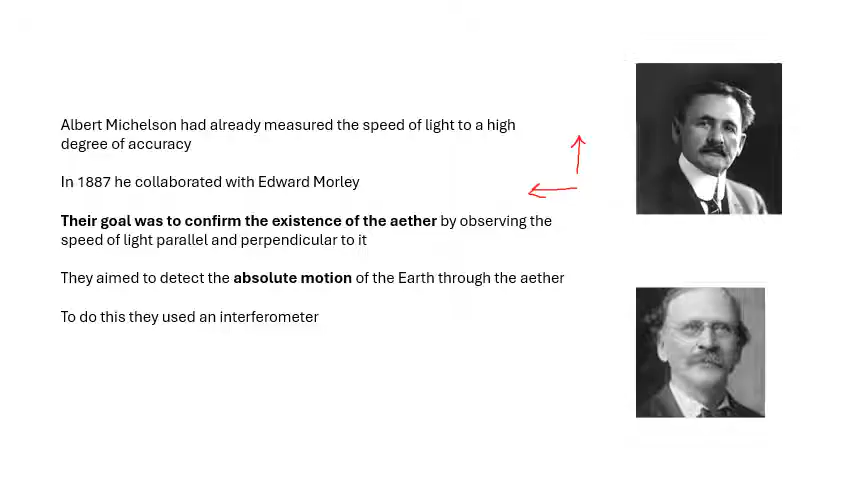 Albert Michelson had already measured the speed of light to a high
degree of accuracy
In 1887 he collaborated with Edward Morley
Their goal was to confirm the existence of the aether by observing the
speed of light parallel and perpendicular to it
They aimed to detect the absolute motion of the Earth through the aether
To do this they used an interferometer